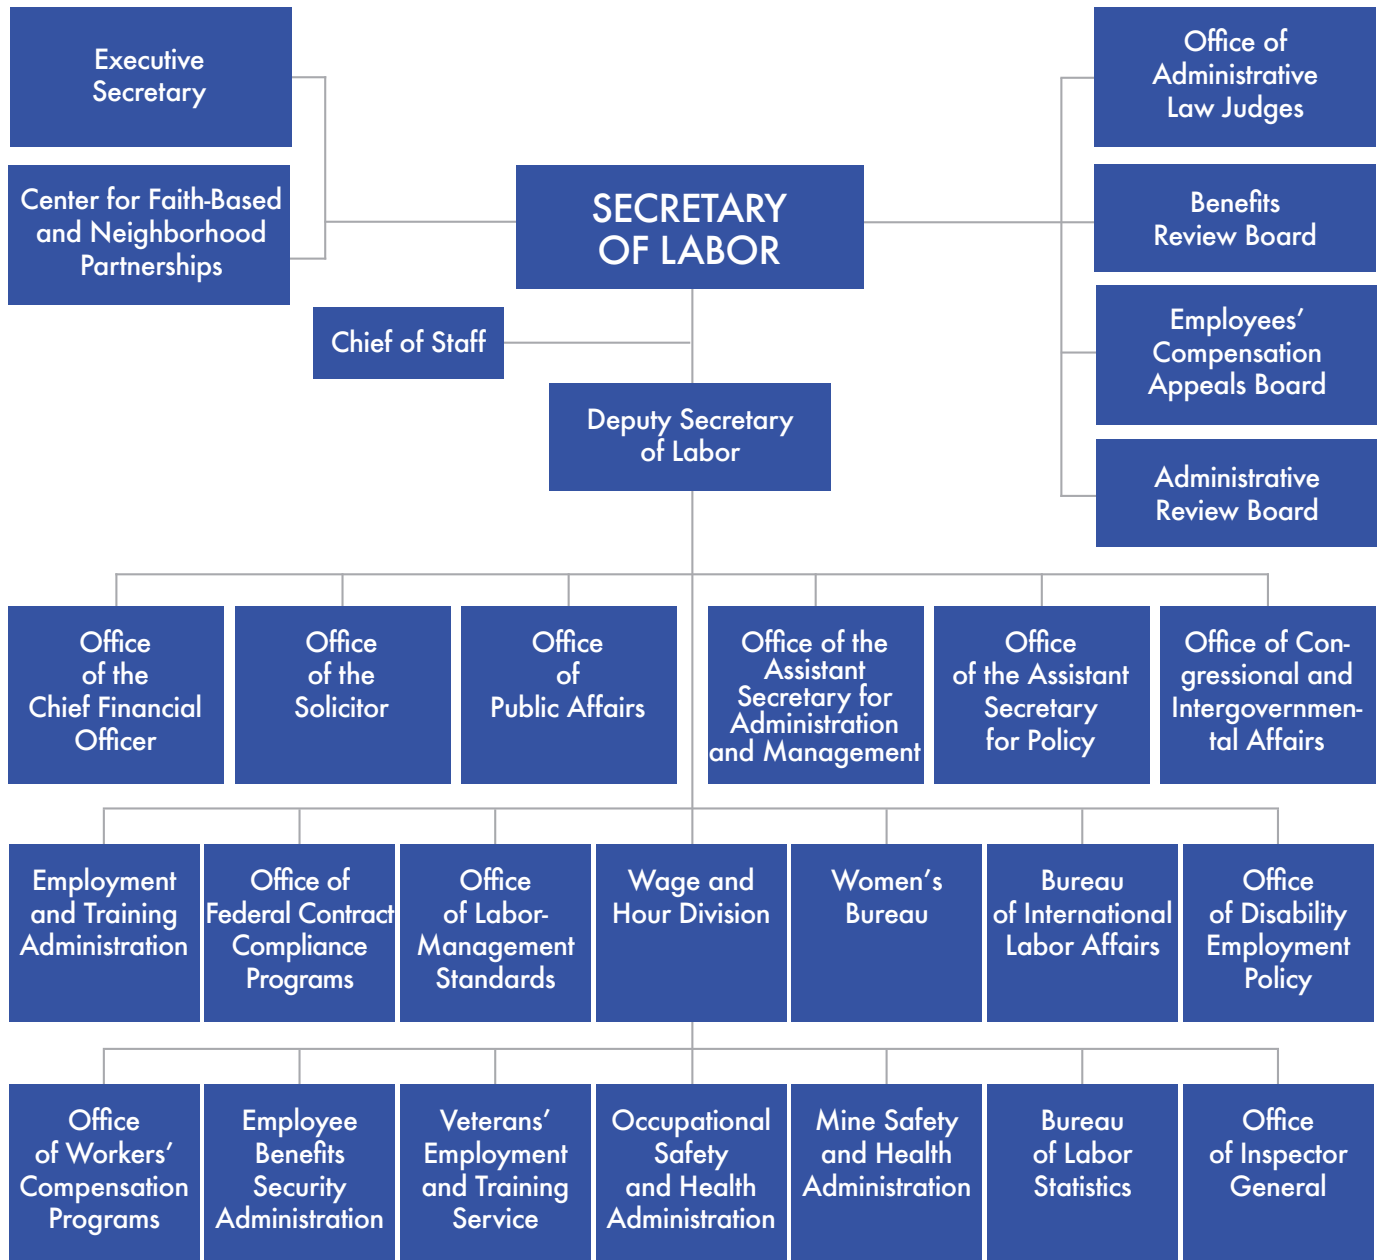 Executive
Secretary
Office of
Administrative
Law Judges
Center for Faith-Based
and Neighborhood
Partnerships
SECRETARY
OF LABOR
Benefits
Review Board
Chief of Staff
Employees’
Compensation
Appeals Board
Deputy Secretary
of Labor
Administrative
Review Board
Office
of the
Chief Financial
Officer
Office
of the
Solicitor
Office
of
Public Affairs
Office of the
Assistant
Secretary for
Administration
and Management
Office
of the Assistant
Secretary
for Policy
Office of Con-
gressional and
Intergovernmen-
tal Affairs
Employment
and Training
Administration
Office of
Federal Contract
Compliance
Programs
Office
of Labor-
Management
Standards
Wage and
Hour Division
Women’s
Bureau
Bureau
of International
Labor Affairs
Office
of Disability
Employment
Policy
Office
of Workers’
Compensation
Programs
Employee
Benefits
Security
Administration
Veterans’
Employment
and Training
Service
Occupational
Safety
and Health
Administration
Mine Safety
and Health
Administration
Bureau
of Labor
Statistics
Office
of Inspector
General